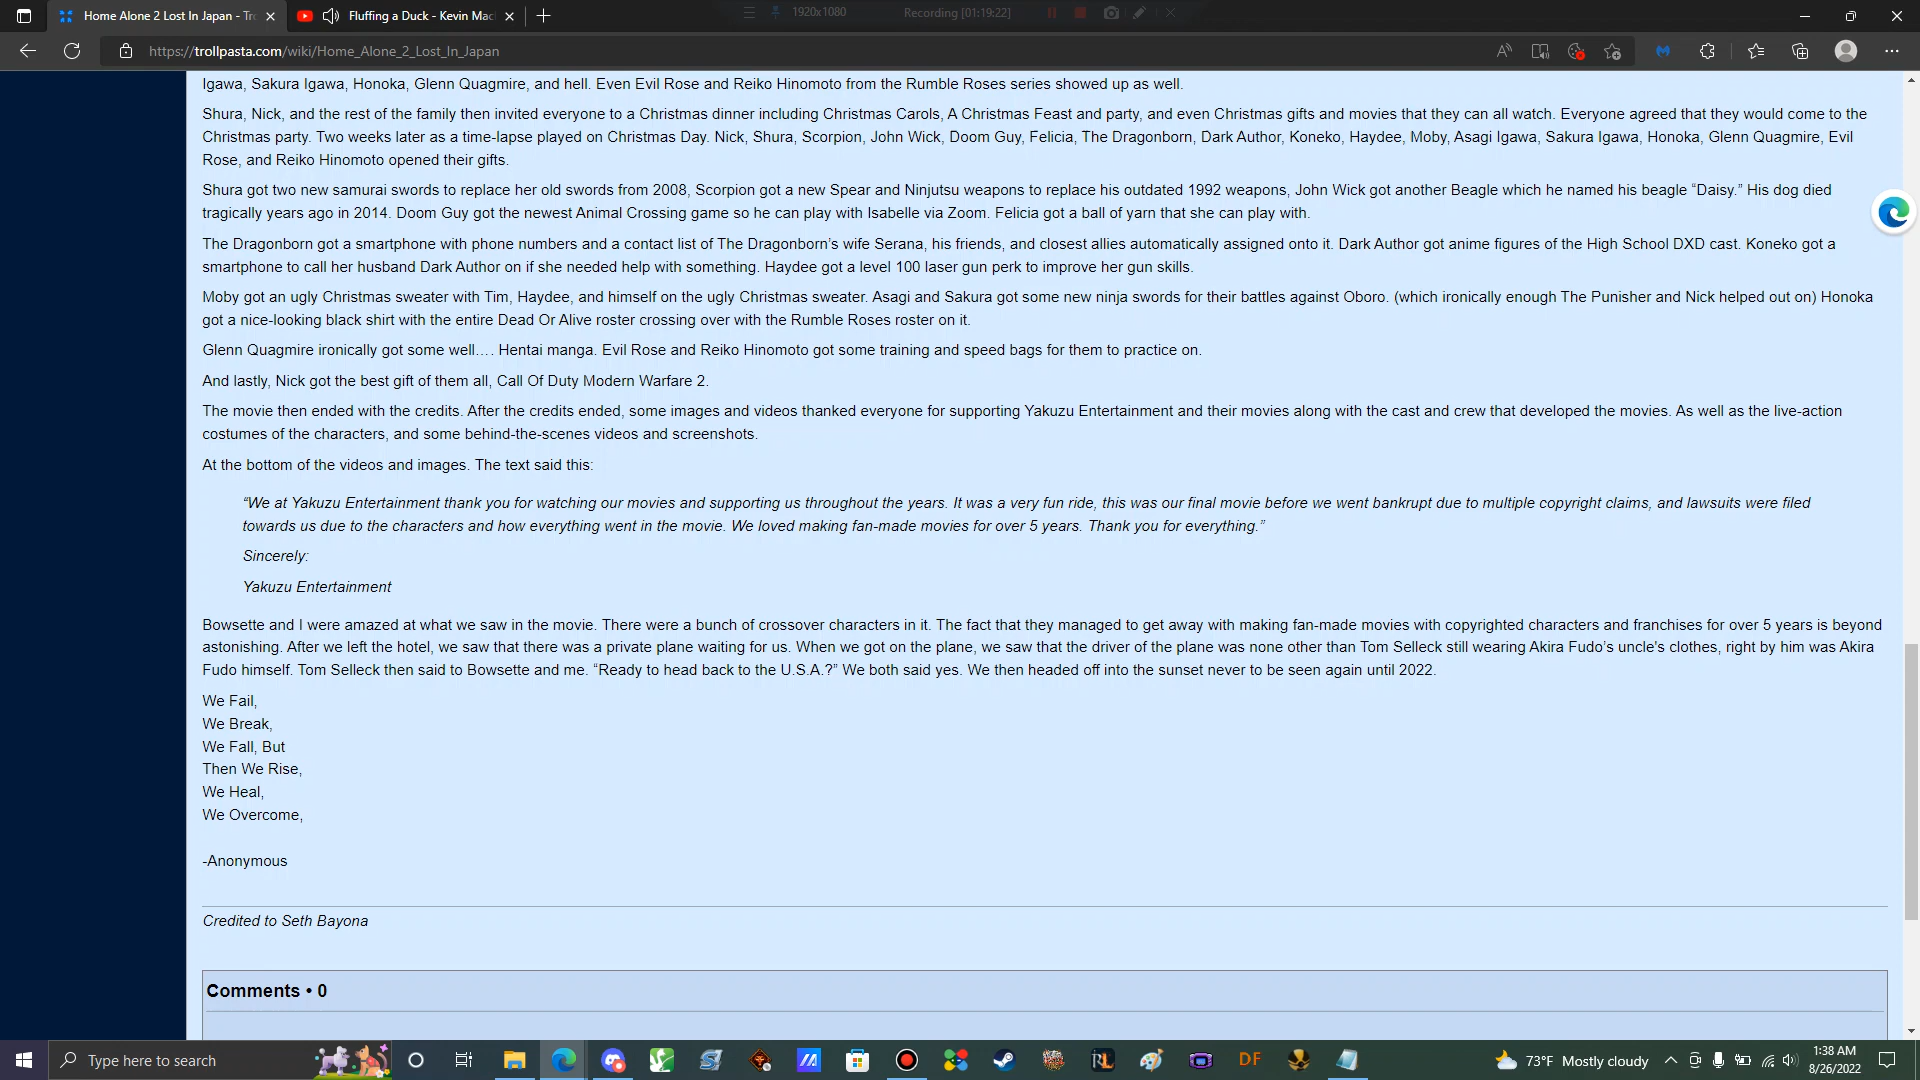 Home Alone 2 Lost In Japan - Tro
Fluffing a Duck - Kevin Mac
1920x1080
Recording [01:19:22]
https://trollpasta.com/wiki/Home_Alone_2_Lost_In_Japan
Igawa, Sakura Igawa, Honoka, Glenn Quagmire, and hell. Even Evil Rose and Reiko Hinomoto from the Rumble Roses series showed up as well.
Shura, Nick, and the rest of the family then invited everyone to a Christmas dinner including Christmas Carols, A Christmas Feast and party, and even Christmas gifts and movies that they can all watch. Everyone agreed that they would come to the
Christmas party. Two weeks later as a time-lapse played on Christmas Day. Nick, Shura, Scorpion, John Wick, Doom Guy, Felicia, The Dragonborn, Dark Author, Koneko, Haydee, Moby, Asagi Igawa, Sakura Igawa, Honoka, Glenn Quagmire, Evil
Rose, and Reiko Hinomoto opened their gifts.
Shura got two new samurai swords to replace her old swords from 2008, Scorpion got a new Spear and Ninjutsu weapons to replace his outdated 1992 weapons, John Wick got another Beagle which he named his beagle “Daisy.” His dog died
tragically years ago in 2014. Doom Guy got the newest Animal Crossing game so he can play with Isabelle via Zoom. Felicia got a ball of yarn that she can play with.
The Dragonborn got a smartphone with phone numbers and a contact list of The Dragonborn’s wife Serana, his friends, and closest allies automatically assigned onto it. Dark Author got anime figures of the High School DXD cast. Koneko got a
smartphone to call her husband Dark Author on if she needed help with something. Haydee got a level 100 laser gun perk to improve her gun skills.
Moby got an ugly Christmas sweater with Tim, Haydee, and himself on the ugly Christmas sweater. Asagi and Sakura got some new ninja swords for their battles against Oboro. (which ironically enough The Punisher and Nick helped out on) Honoka
got a nice-looking black shirt with the entire Dead Or Alive roster crossing over with the Rumble Roses roster on it.
Glenn Quagmire ironically got some well…. Hentai manga. Evil Rose and Reiko Hinomoto got some training and speed bags for them to practice on.
And lastly, Nick got the best gift of them all, Call Of Duty Modern Warfare 2.
The movie then ended with the credits. After the credits ended, some images and videos thanked everyone for supporting Yakuzu Entertainment and their movies along with the cast and crew that developed the movies. As well as the live-action
costumes of the characters, and some behind-the-scenes videos and screenshots.
At the bottom of the videos and images. The text said this:
“We at Yakuzu Entertainment thank you for watching our movies and supporting us throughout the years. It was a very fun ride, this was our final movie before we went bankrupt due to multiple copyright claims, and lawsuits were filed
towards us due to the characters and how everything went in the movie. We loved making fan-made movies for over 5 years. Thank you for everything.”
Sincerely:
Yakuzu Entertainment
Bowsette and I were amazed at what we saw in the movie. There were a bunch of crossover characters in it. The fact that they managed to get away with making fan-made movies with copyrighted characters and franchises for over 5 years is beyond
astonishing. After we left the hotel, we saw that there was a private plane waiting for us. When we got on the plane, we saw that the driver of the plane was none other than Tom Selleck still wearing Akira Fudo’s uncle's clothes, right by him was Akira
Fudo himself. Tom Selleck then said to Bowsette and me. “Ready to head back to the U.S.A.?” We both said yes. We then headed off into the sunset never to be seen again until 2022.
We Fail,
We Break,
We Fall, But
Then We Rise,
We Heal,
We Overcome,
-Anonymous
Credited to Seth Bayona
Comments • 0
Type here to search
DF
73°F Mostly cloudy
1:38 AM
8/26/2022